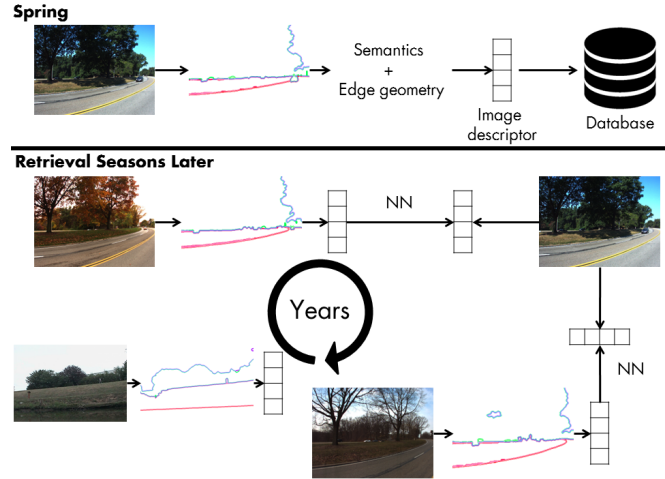 Spring
Semantics
+
Edge geometry
Image
descriptor
Database
Retrieval Seasons Later
NN
Years
NN